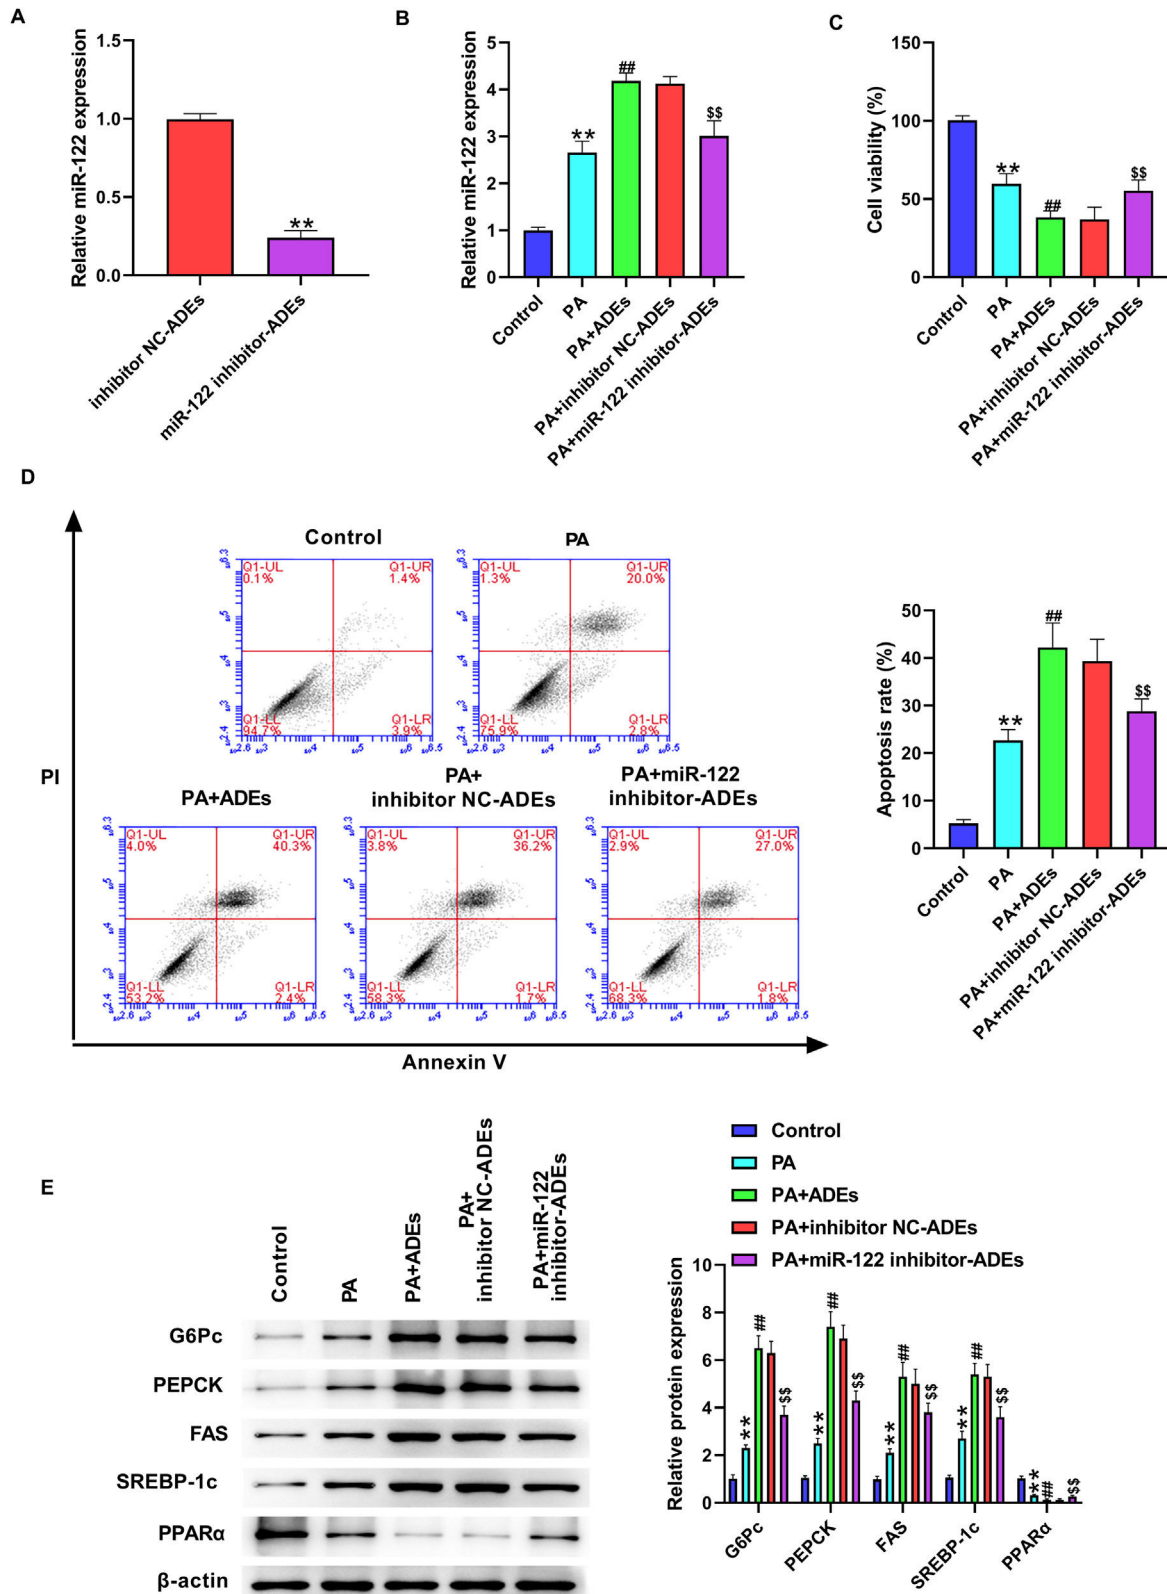 A
Relative miR-122 expression
1.5
1.0
0.5
0.0
**
inhibitor NC-ADEs
miR-122 inhibitor-ADEs
B
Relative miR-122 expression
5
4
3
2
1
0
**
##
$$
Control
PA
PA+ADEs
PA+inhibitor NC-ADEs
PA+miR-122 inhibitor-ADEs
C
Cell viability (%)
150
100
50
0
**
##
$$
Control
PA
PA+ADEs
PA+inhibitor NC-ADEs
PA+miR-122 inhibitor-ADEs
D
PI
Annexin V
Control
Q1-UL
0.1%
Q1-UR
1.4%
Q1-LL
94.7%
Q1-LR
3.9%
PA
Q1-UL
1.3%
Q1-UR
20.0%
Q1-LL
75.9%
Q1-LR
2.8%
PA+ADEs
Q1-UL
4.0%
Q1-UR
40.3%
Q1-LL
53.2%
Q1-LR
2.4%
PA+
inhibitor NC-ADEs
Q1-UL
3.8%
Q1-UR
36.2%
Q1-LL
58.3%
Q1-LR
1.7%
PA+miR-122
inhibitor-ADEs
Q1-UL
2.9%
Q1-UR
27.0%
Q1-LL
68.3%
Q1-LR
1.8%
Apoptosis rate (%)
50
40
30
20
10
0
**
##
$$
Control
PA
PA+ADEs
PA+inhibitor NC-ADEs
PA+miR-122 inhibitor-ADEs
E
Control
PA
PA+ADEs
PA+
inhibitor NC-ADEs
PA+miR-122
inhibitor-ADEs
G6Pc
PEPCK
FAS
SREBP-1c
PPARα
β-actin
Control
PA
PA+ADEs
PA+inhibitor NC-ADEs
PA+miR-122 inhibitor-ADEs
Relative protein expression
10
8
6
4
2
0
**
##
$$
**
##
$$
**
##
$$
**
##
$$
**
##
$$
G6Pc
PEPCK
FAS
SREBP-1c
PPARα